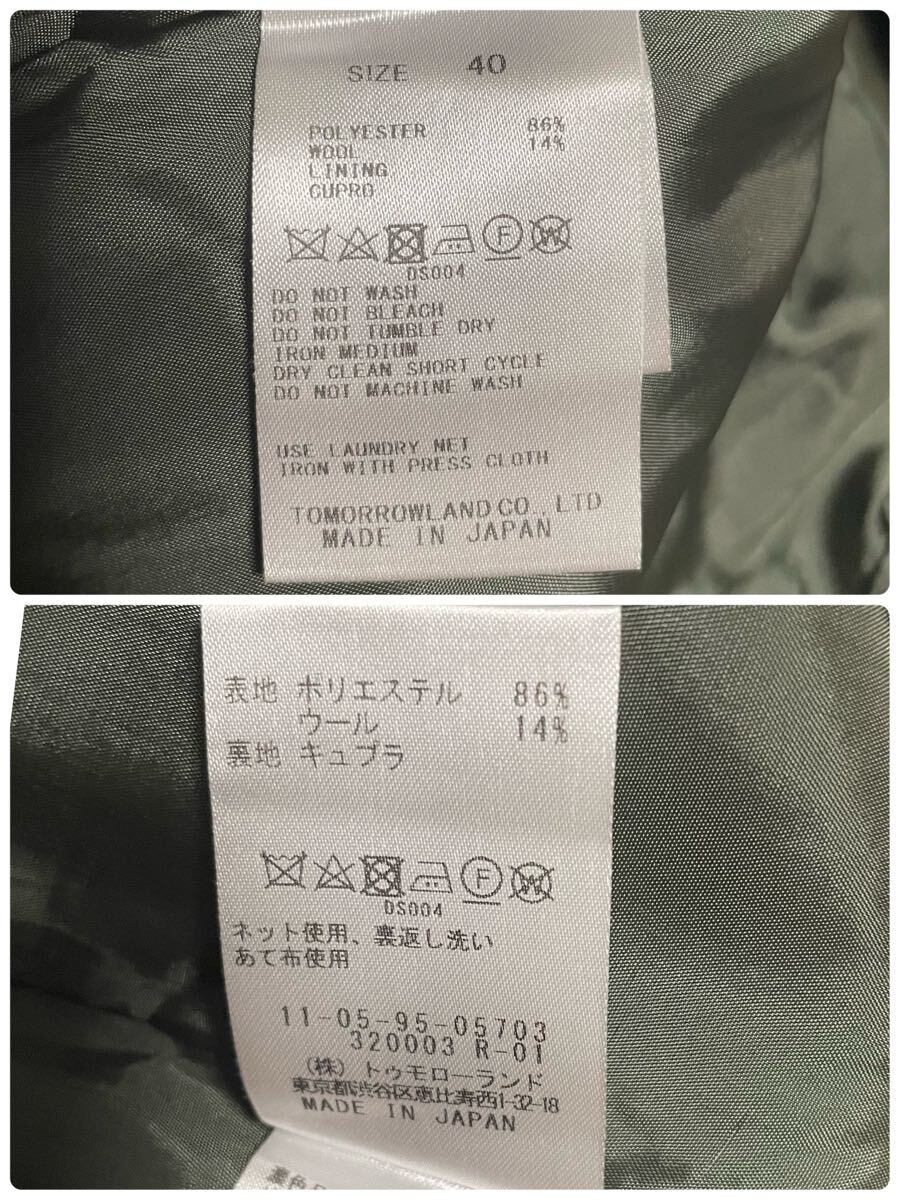 SIZE 40
POLYESTER 86%
WOOL 14%
LINING
CUPRO
F W
DS004
DO NOT WASH
DO NOT BLEACH
DO NOT TUMBLE DRY
IRON MEDIUM
DRY CLEAN SHORT CYCLE
DO NOT MACHINE WASH
USE LAUNDRY NET
IRON WITH PRESS CLOTH
TOMORROWLAND CO., LTD
MADE IN JAPAN
表地 ポリエステル 86%
ウール 14%
裏地 キュプラ
F W
DS004
ネット使用、裏返し洗い
あて布使用
11-05-95-05703
320003 R-01
(株) トゥモローランド
東京都渋谷区恵比寿西1-32-18
MADE IN JAPAN
濃色